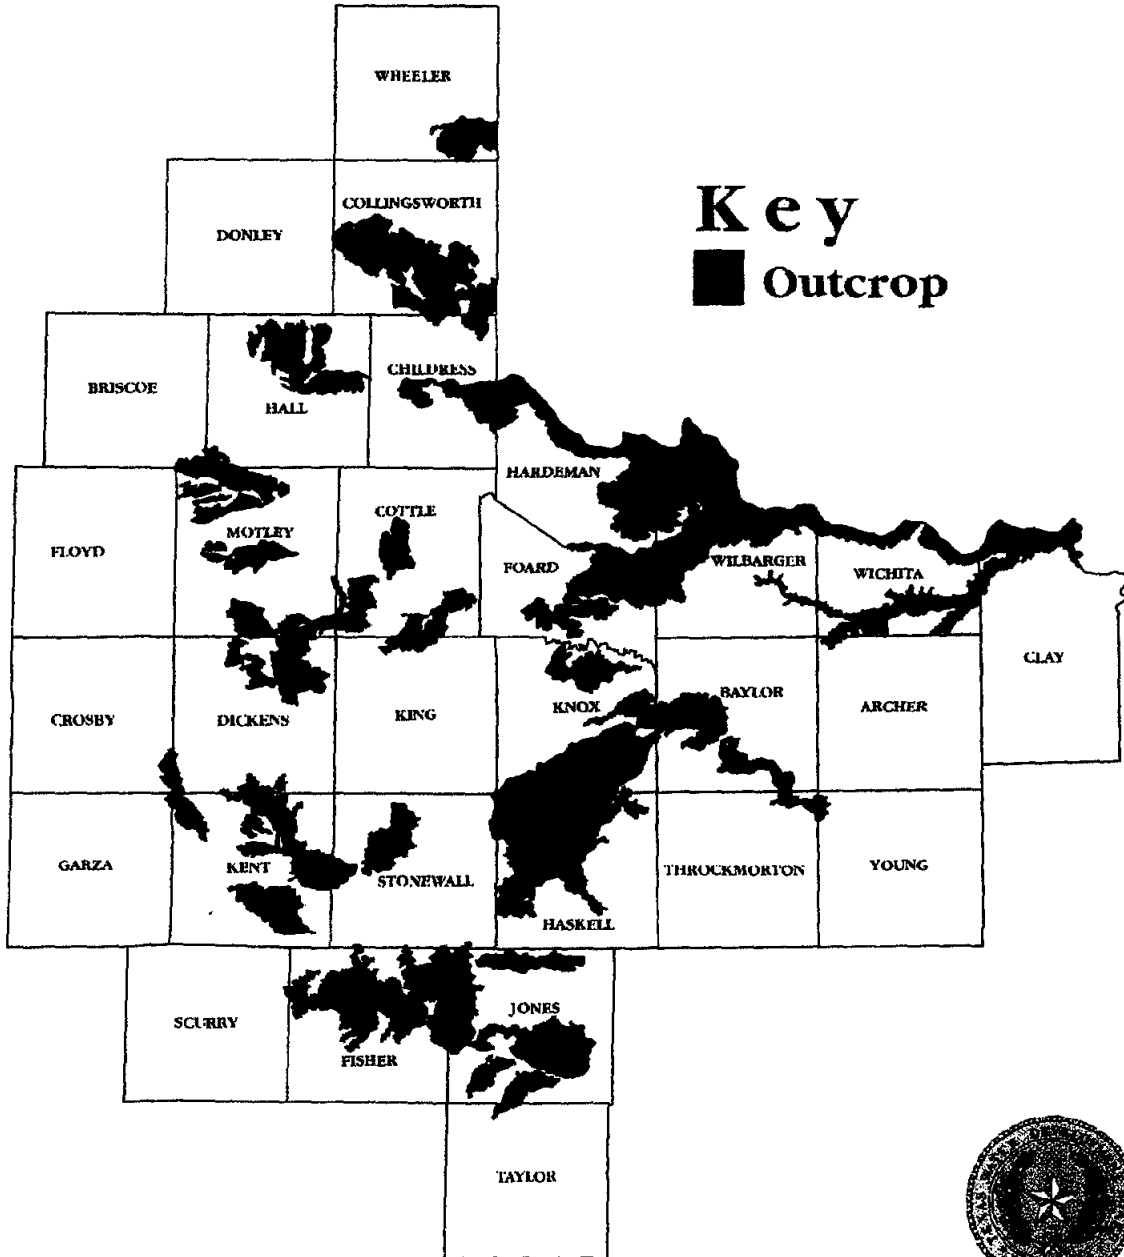 WHEELER
COLLINGSWORTH
DONLEY
Key
Outcrop
CHILDRESS
BRISCOE
HALL
HARDEMAN
COTTLE
MOTLEY
FLOYD
FOARD
WILBARGER
WICHITA
CLAY
BAYLOR
KNOX
ARCHER
KING
CROSBY
DICKENS
GARZA
KENT
STONEWALL
THROCKMORTON
YOUNG
HASKELL
JONES
SCURRY
FISHER
TAYLOR